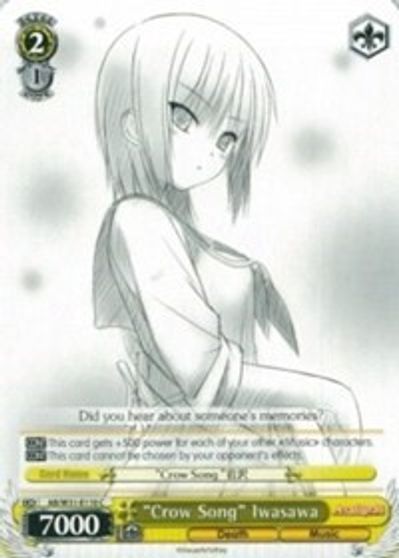 2
1
Did you hear about someone's memories?
CONT This card gets +500 power for each of your other «Music» characters.
CONT This card cannot be chosen by your opponent's effects.
Card Name "Crow Song" 岩沢
7000 "Crow Song" Iwasawa
Death Music